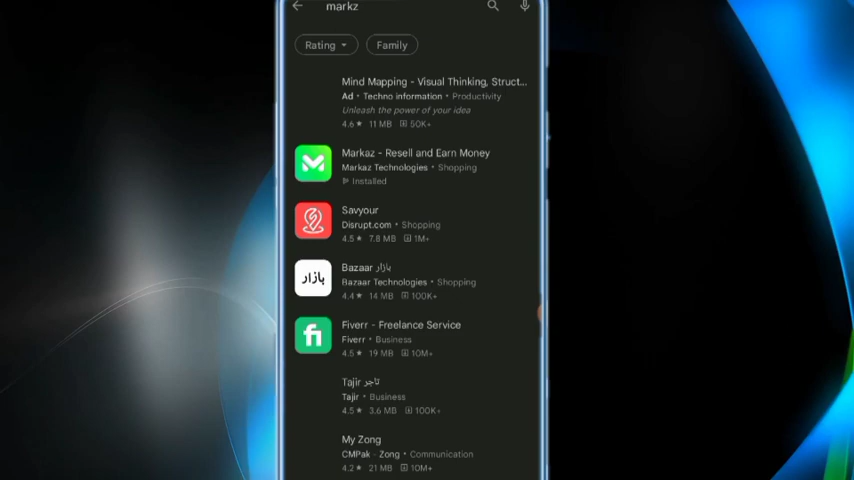 markz
Rating
Family
Mind Mapping - Visual Thinking, Struct...
Ad • Techno information • Productivity
Unleash the power of your idea
4.6 ★ 11 MB 50K+
Markaz - Resell and Earn Money
Markaz Technologies • Shopping
Installed
Savyour
Disrupt.com • Shopping
4.5 ★ 7.8 MB 1M+
بازار
Bazaar بازار
Bazaar Technologies • Shopping
4.4 ★ 14 MB 100K+
fi
Fiverr - Freelance Service
Fiverr • Business
4.5 ★ 19 MB 10M+
Tajir تاجر
Tajir • Business
4.5 ★ 3.6 MB 100K+
My Zong
CMPak - Zong • Communication
4.2 ★ 21 MB 10M+